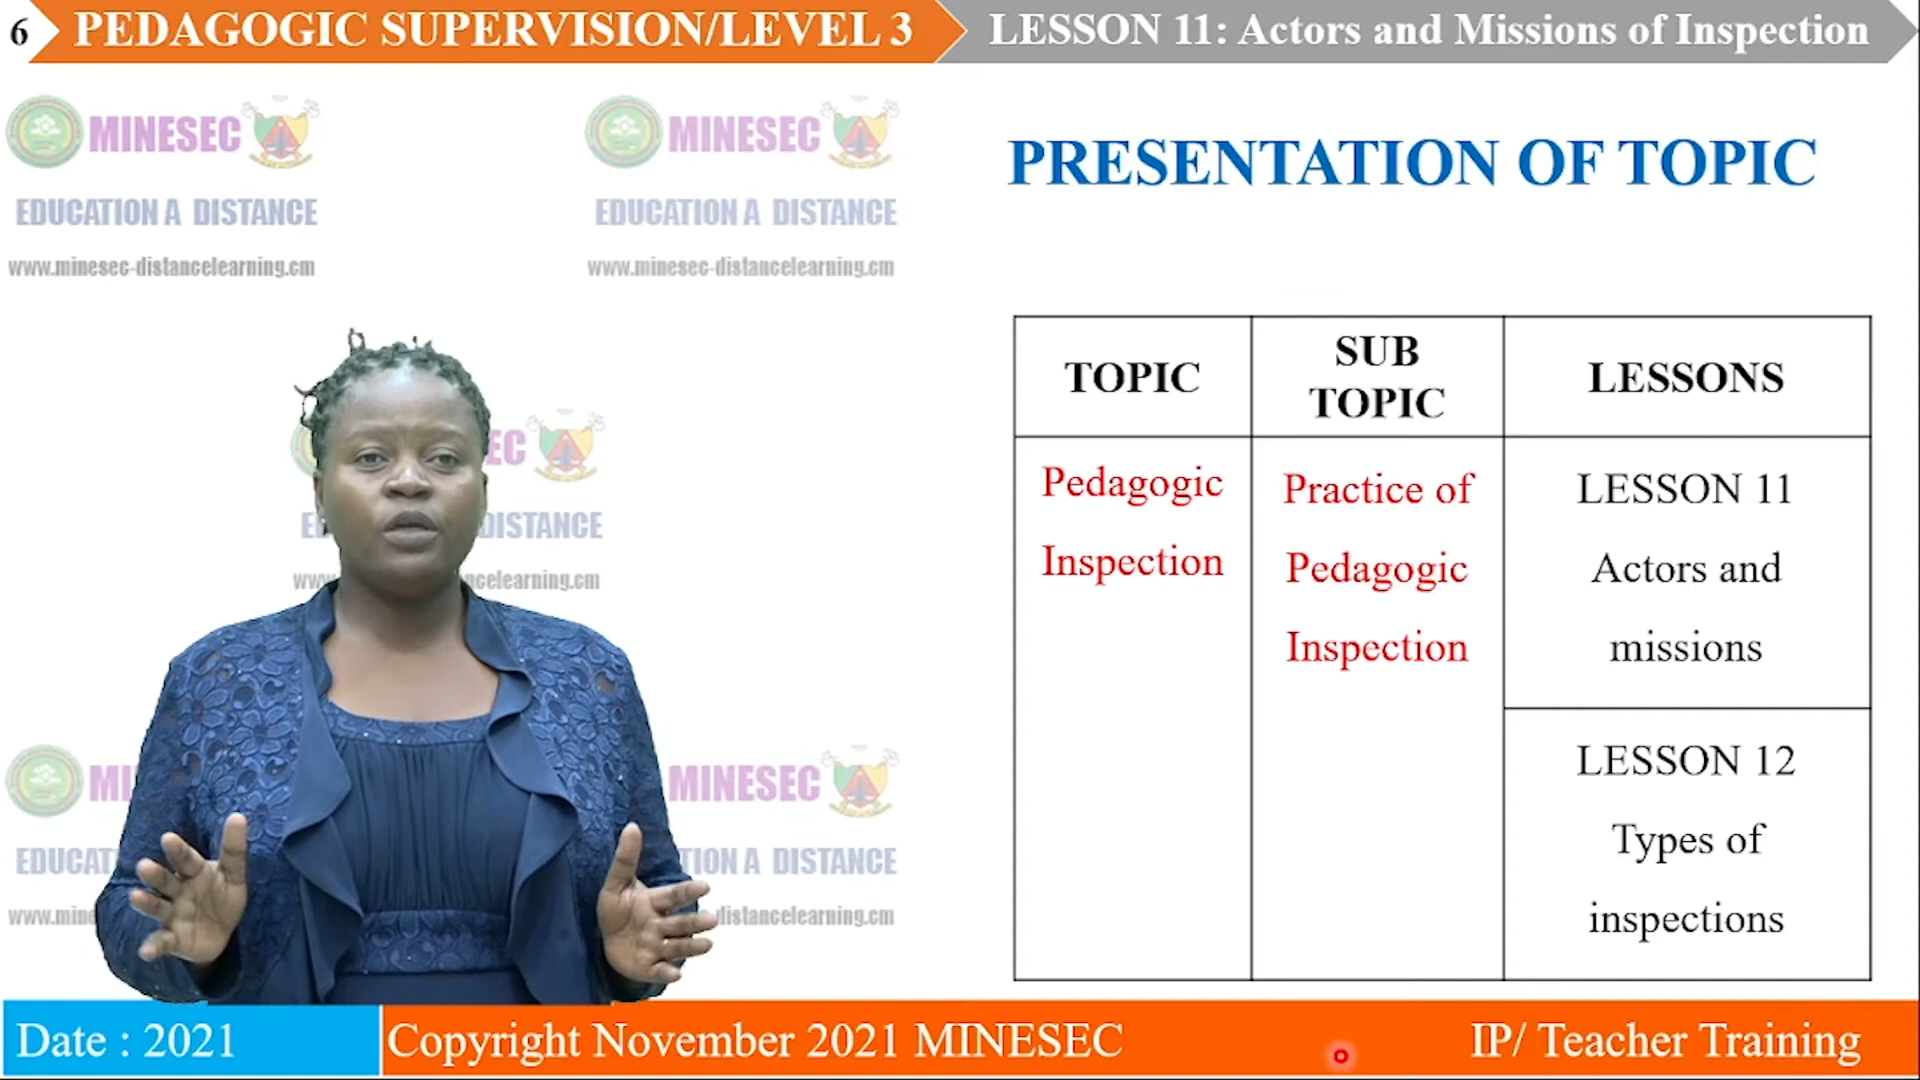 6
PEDAGOGIC SUPERVISION/LEVEL 3
LESSON 11: Actors and Missions of Inspection
MINESEC
EDUCATION A DISTANCE
www.minesec-distancelearning.cm
MINESEC
EDUCATION A DISTANCE
www.minesec-distancelearning.cm
PRESENTATION OF TOPIC
TOPIC
SUB
TOPIC
LESSONS
Pedagogic
Inspection
Practice of
Pedagogic
Inspection
LESSON 11
Actors and
missions
LESSON 12
Types of
inspections
MINESEC
DISTANCE
distancelearning.cm
Date : 2021
Copyright November 2021 MINESEC
IP/ Teacher Training